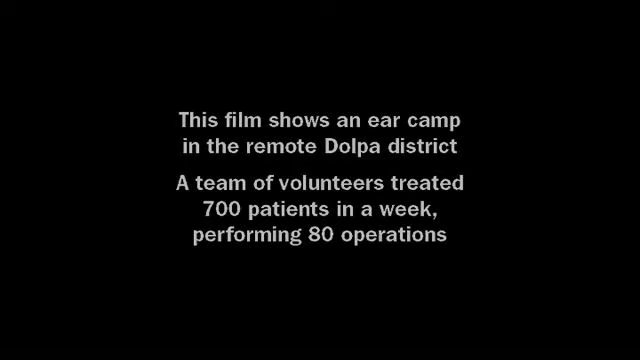 This film shows an ear camp
in the remote Dolpa district
A team of volunteers treated
700 patients in a week,
performing 80 operations